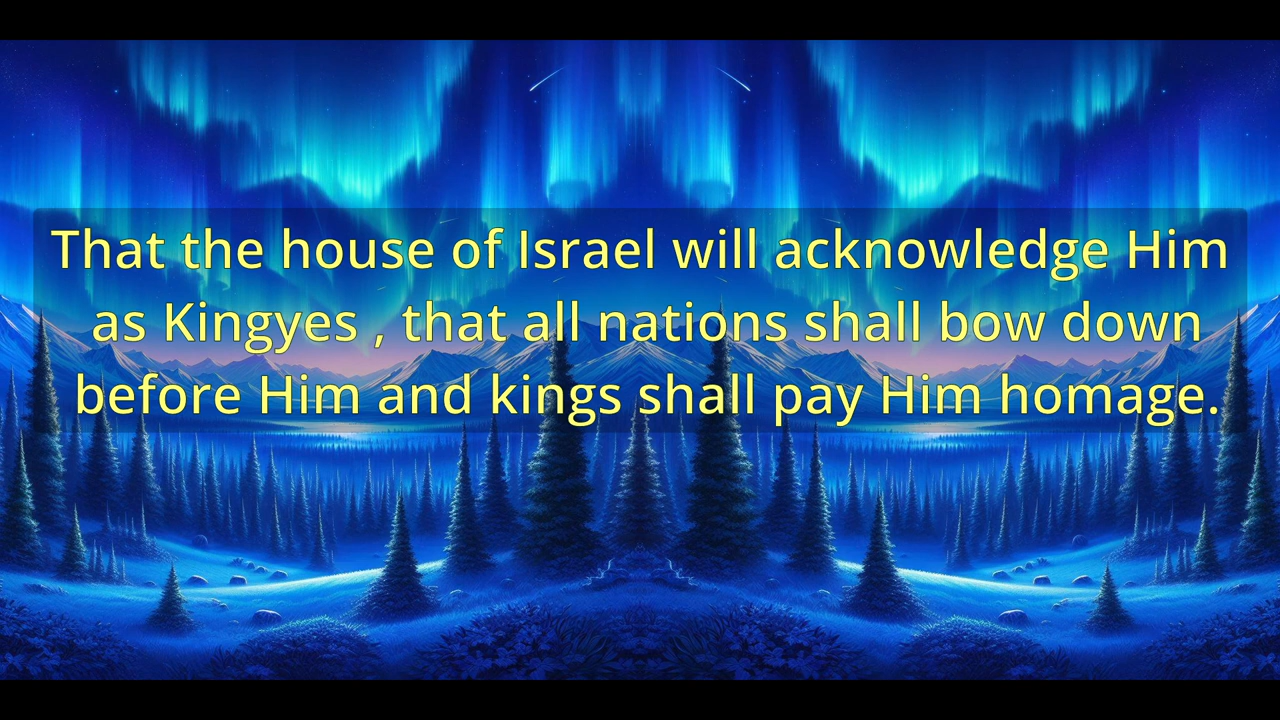 That the house of Israel will acknowledge Him
as Kingyes , that all nations shall bow down
before Him and kings shall pay Him homage.